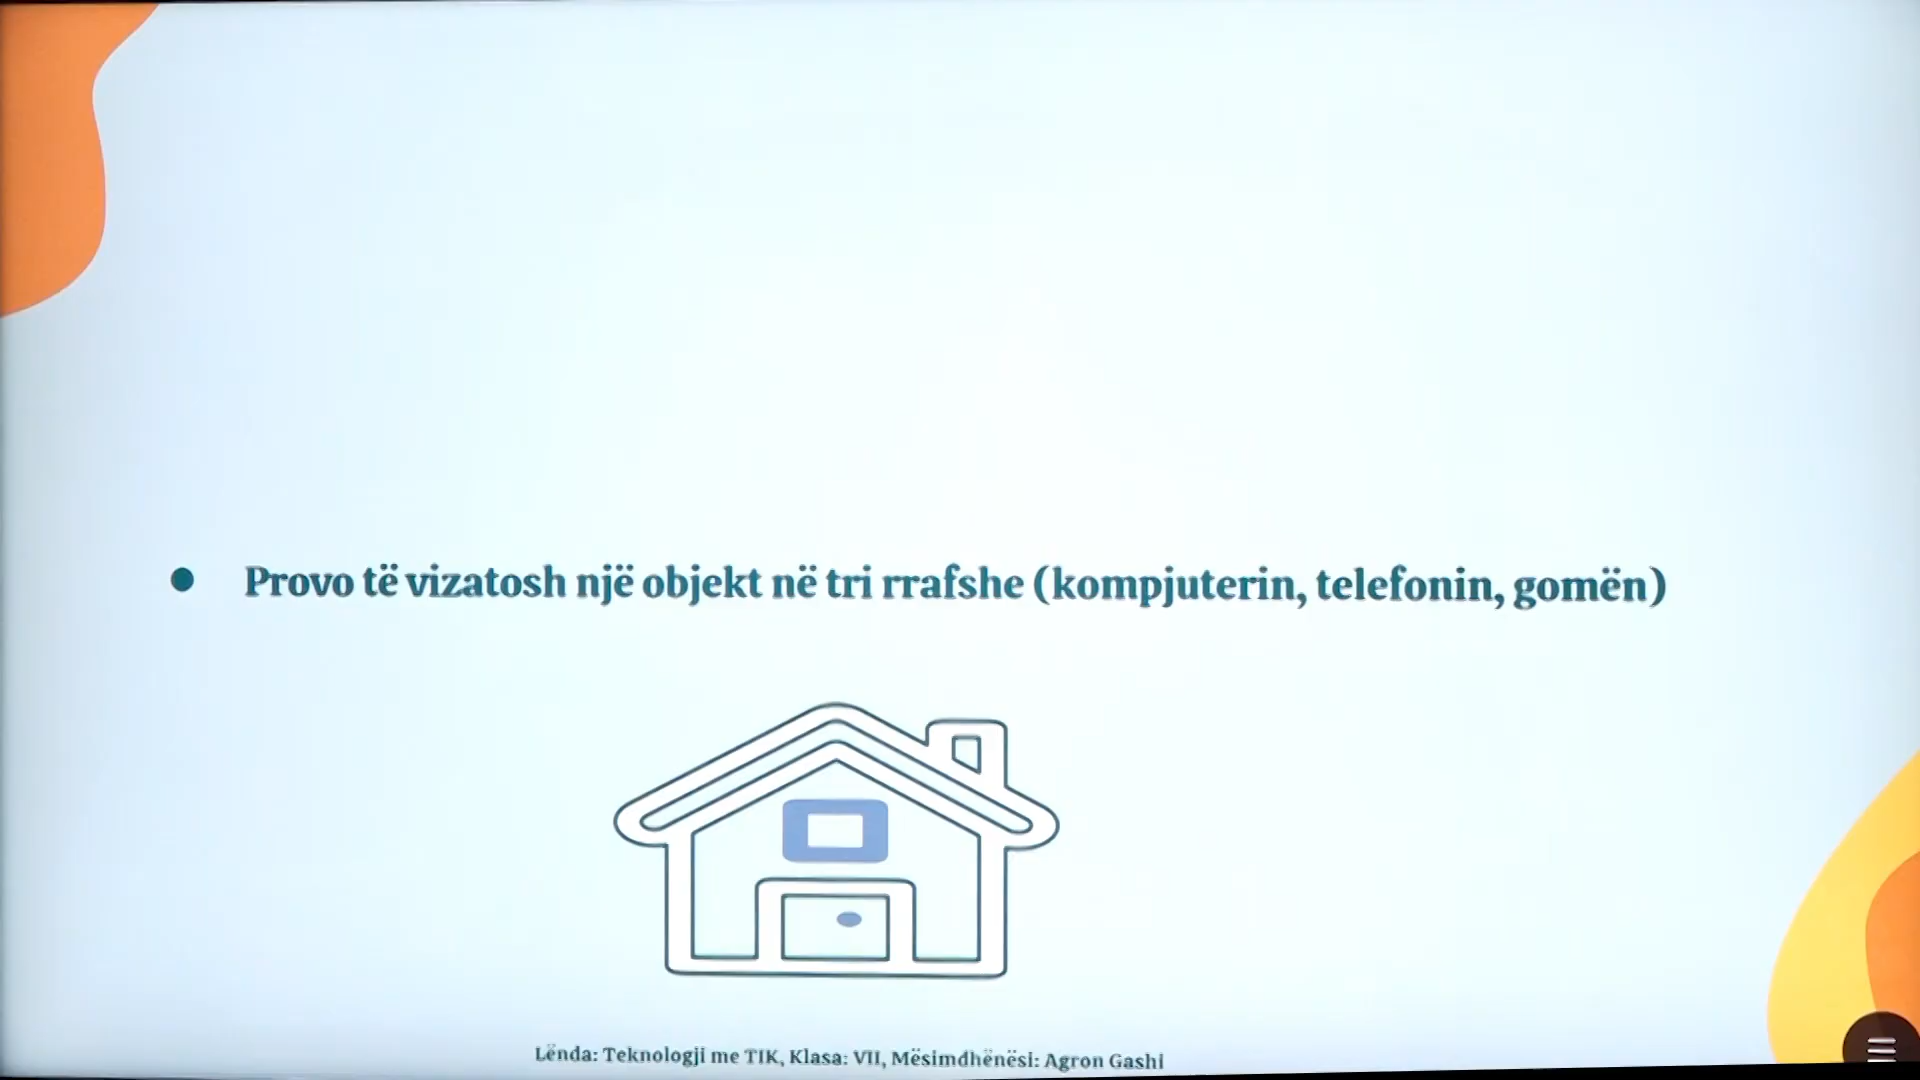 Provo të vizatosh një objekt në tri rrafshe (kompjuterin, telefonin, gomën)
Lënda: Teknologji me TIK, Klasa: VII, Mësimdhënësi: Agron Gashi